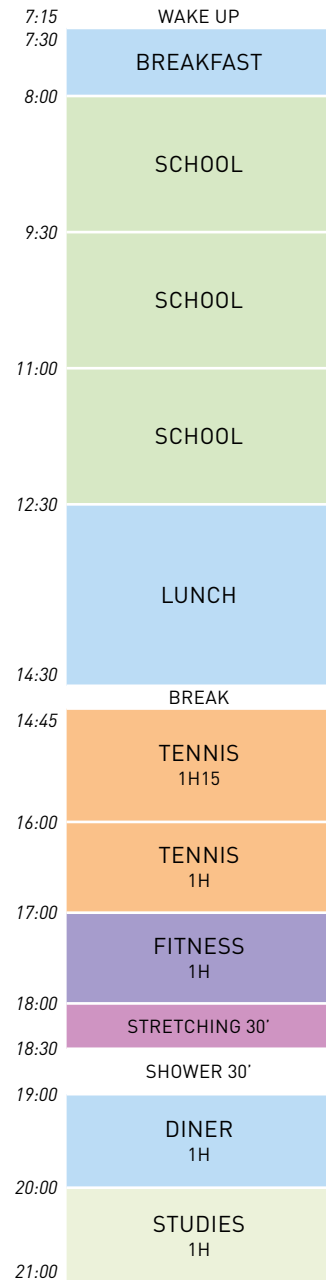 7:15 WAKE UP
7:30
BREAKFAST
8:00
SCHOOL
9:30
SCHOOL
11:00
SCHOOL
12:30
LUNCH
14:30
BREAK
14:45
TENNIS
1H15
16:00
TENNIS
1H
17:00
FITNESS
1H
18:00
STRETCHING 30'
18:30
SHOWER 30'
19:00
DINER
1H
20:00
STUDIES
1H
21:00